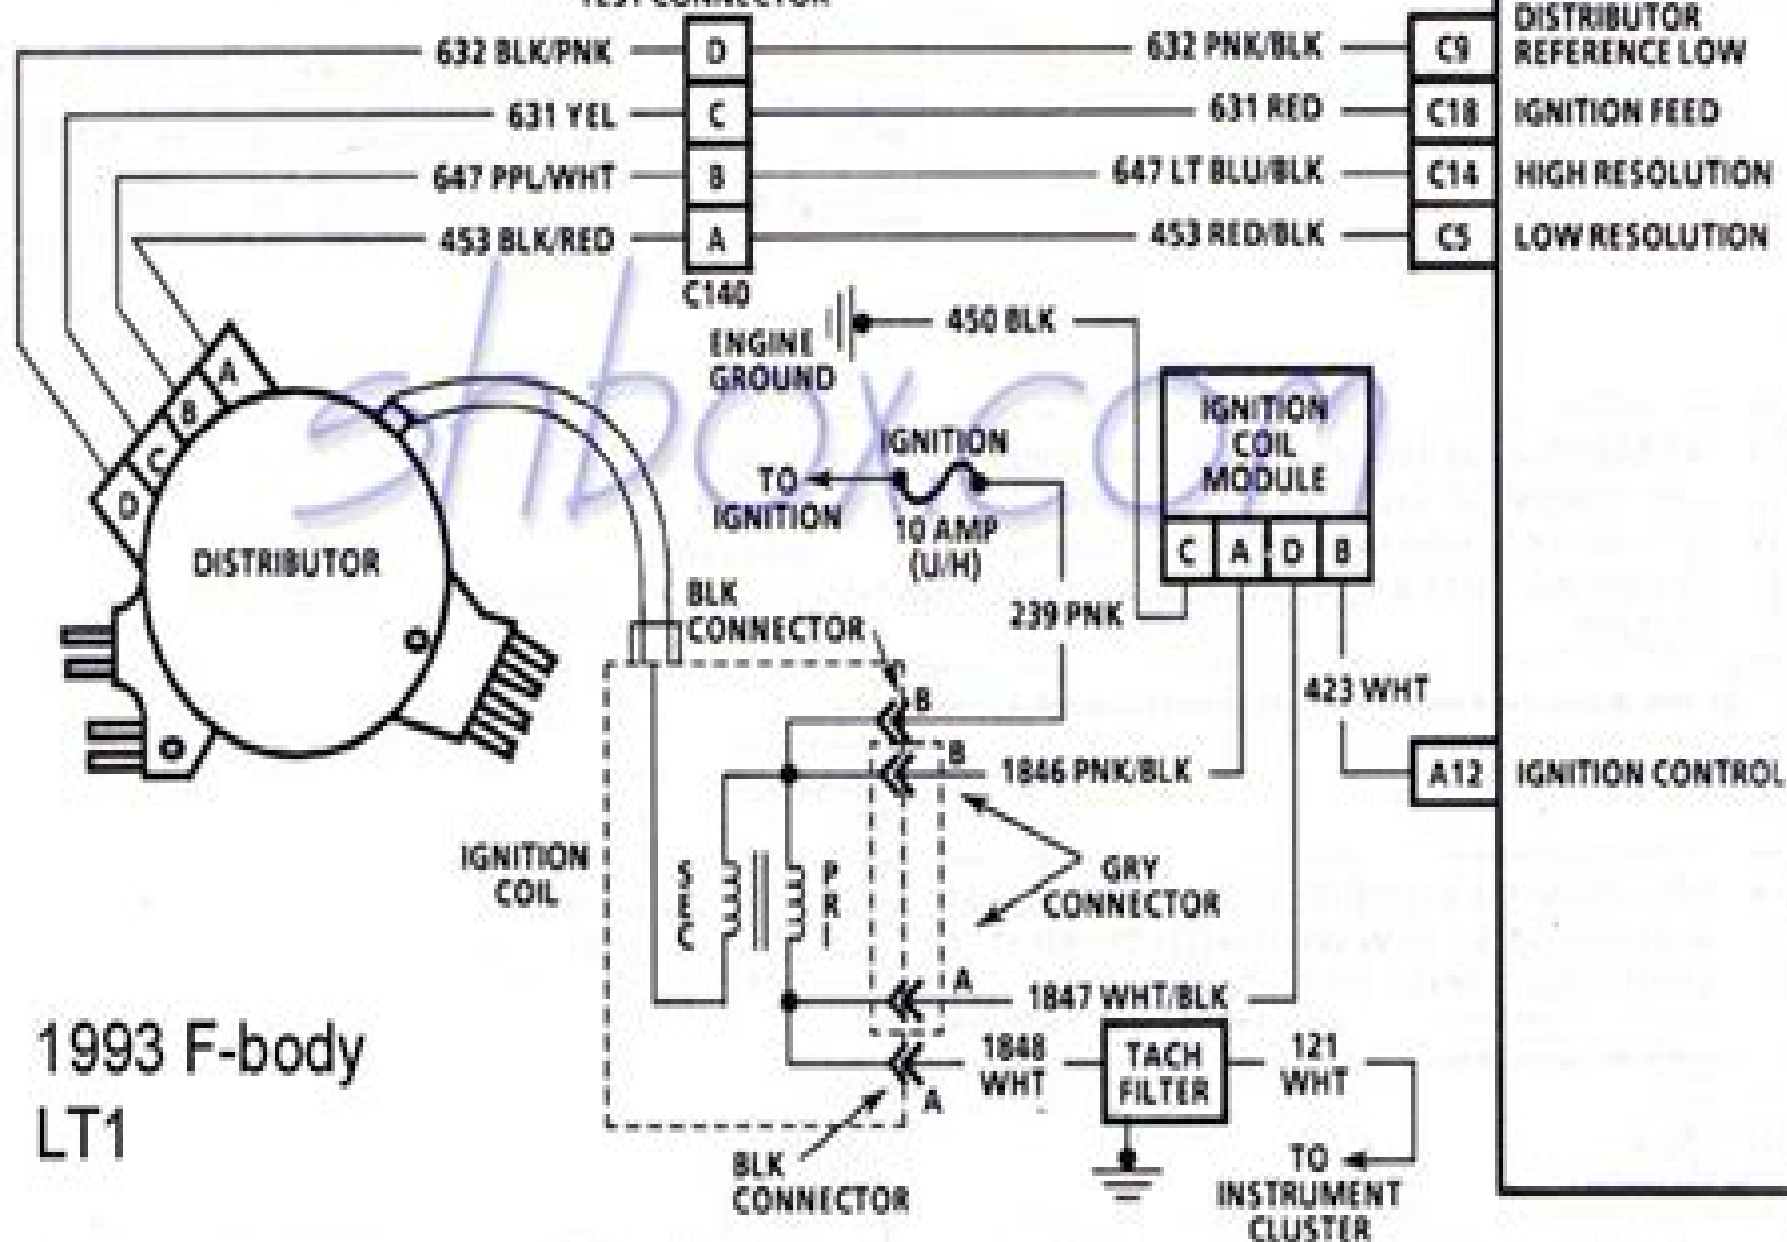 TEST CONNECTOR
632 BLK/PNK
D
632 PNK/BLK
C9
DISTRIBUTOR
REFERENCE LOW
631 YEL
C
631 RED
C18
IGNITION FEED
647 PPL/WHT
B
647 LT BLU/BLK
C14
HIGH RESOLUTION
453 BLK/RED
A
453 RED/BLK
C5
LOW RESOLUTION
C140
ENGINE
GROUND
450 BLK
shbox.com
A
B
C
D
DISTRIBUTOR
IGNITION
TO
IGNITION
10 AMP
(U/H)
IGNITION
COIL
MODULE
C
A
D
B
239 PNK
BLK
CONNECTOR
423 WHT
B
B
1846 PNK/BLK
A12
IGNITION CONTROL
IGNITION
COIL
SEC
PRI
GRY
CONNECTOR
A
1847 WHT/BLK
1848
WHT
TACH
FILTER
121
WHT
A
BLK
CONNECTOR
TO
INSTRUMENT
CLUSTER
1993 F-body
LT1